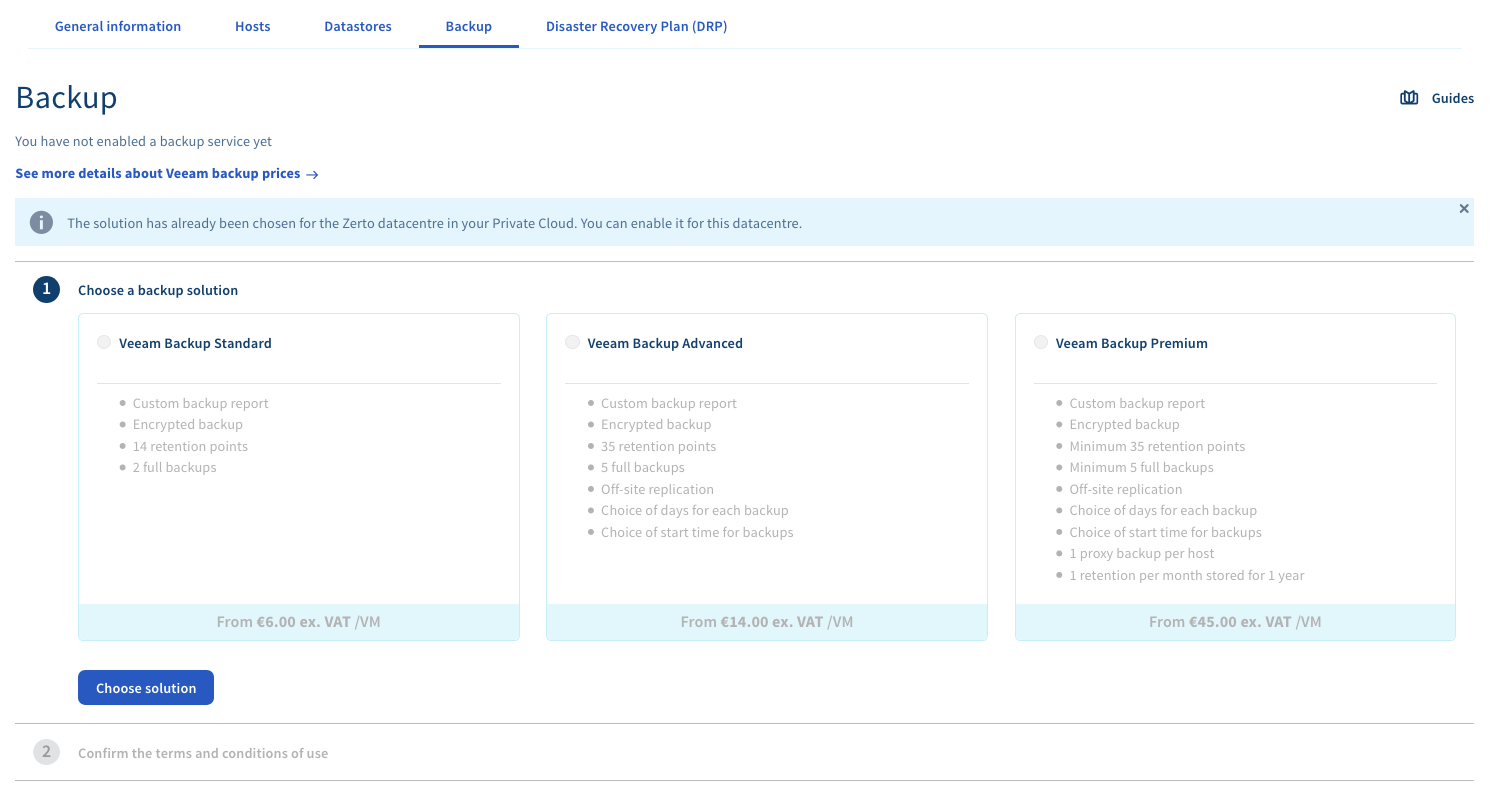 General information
Hosts
Datastores
Backup
Disaster Recovery Plan (DRP)
Backup
Guides
You have not enabled a backup service yet
See more details about Veeam backup prices →
The solution has already been chosen for the Zerto datacentre in your Private Cloud. You can enable it for this datacentre.
1
Choose a backup solution
Veeam Backup Standard
Custom backup report
Encrypted backup
14 retention points
2 full backups
From €6.00 ex. VAT /VM
Veeam Backup Advanced
Custom backup report
Encrypted backup
35 retention points
5 full backups
Off-site replication
Choice of days for each backup
Choice of start time for backups
From €14.00 ex. VAT /VM
Veeam Backup Premium
Custom backup report
Encrypted backup
Minimum 35 retention points
Minimum 5 full backups
Off-site replication
Choice of days for each backup
Choice of start time for backups
1 proxy backup per host
1 retention per month stored for 1 year
From €45.00 ex. VAT /VM
Choose solution
2
Confirm the terms and conditions of use